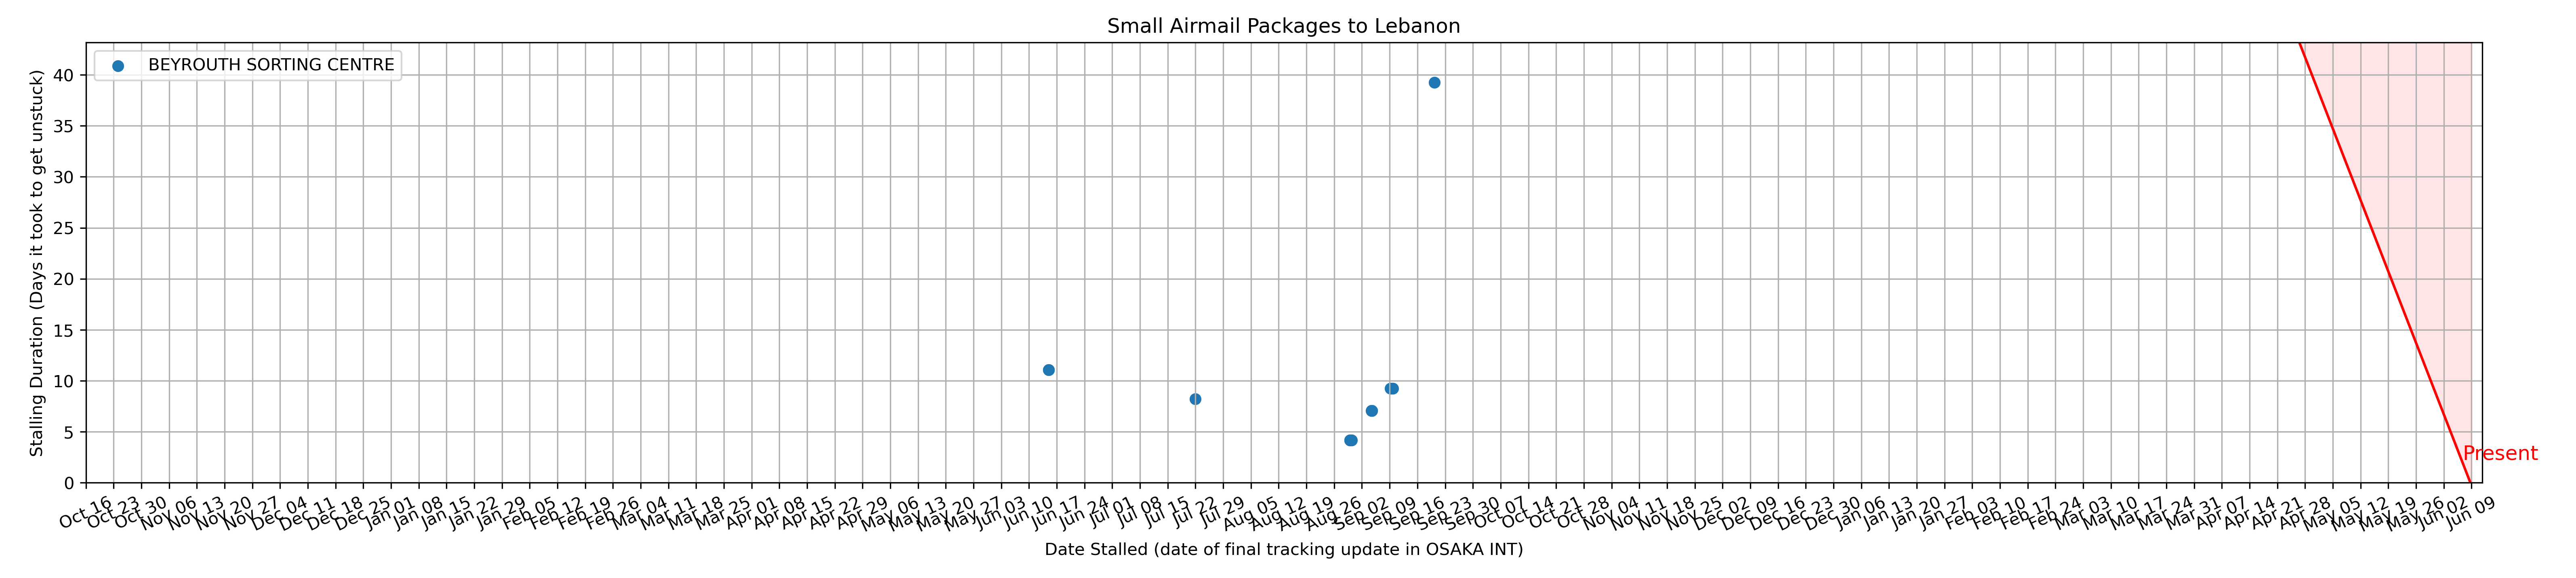 Small Airmail Packages to Lebanon
BEYROUTH SORTING CENTRE
Stalling Duration (Days it took to get unstuck)
40
35
30
25
20
15
10
5
0
Present
Oct 16
Oct 23
Oct 30
Nov 06
Nov 13
Nov 20
Nov 27
Dec 04
Dec 11
Dec 18
Dec 25
Jan 01
Jan 08
Jan 15
Jan 22
Jan 29
Feb 05
Feb 12
Feb 19
Feb 26
Mar 04
Mar 11
Mar 18
Mar 25
Apr 01
Apr 08
Apr 15
Apr 22
Apr 29
May 06
May 13
May 20
May 27
Jun 03
Jun 10
Jun 17
Jun 24
Jul 01
Jul 08
Jul 15
Jul 22
Jul 29
Aug 05
Aug 12
Aug 19
Aug 26
Sep 02
Sep 09
Sep 16
Sep 23
Sep 30
Oct 07
Oct 14
Oct 21
Oct 28
Nov 04
Nov 11
Nov 18
Nov 25
Dec 02
Dec 09
Dec 16
Dec 23
Dec 30
Jan 06
Jan 13
Jan 20
Jan 27
Feb 03
Feb 10
Feb 17
Feb 24
Mar 03
Mar 10
Mar 17
Mar 24
Mar 31
Apr 07
Apr 14
Apr 21
Apr 28
May 05
May 12
May 19
May 26
Jun 02
Jun 09
Date Stalled (date of final tracking update in OSAKA INT)